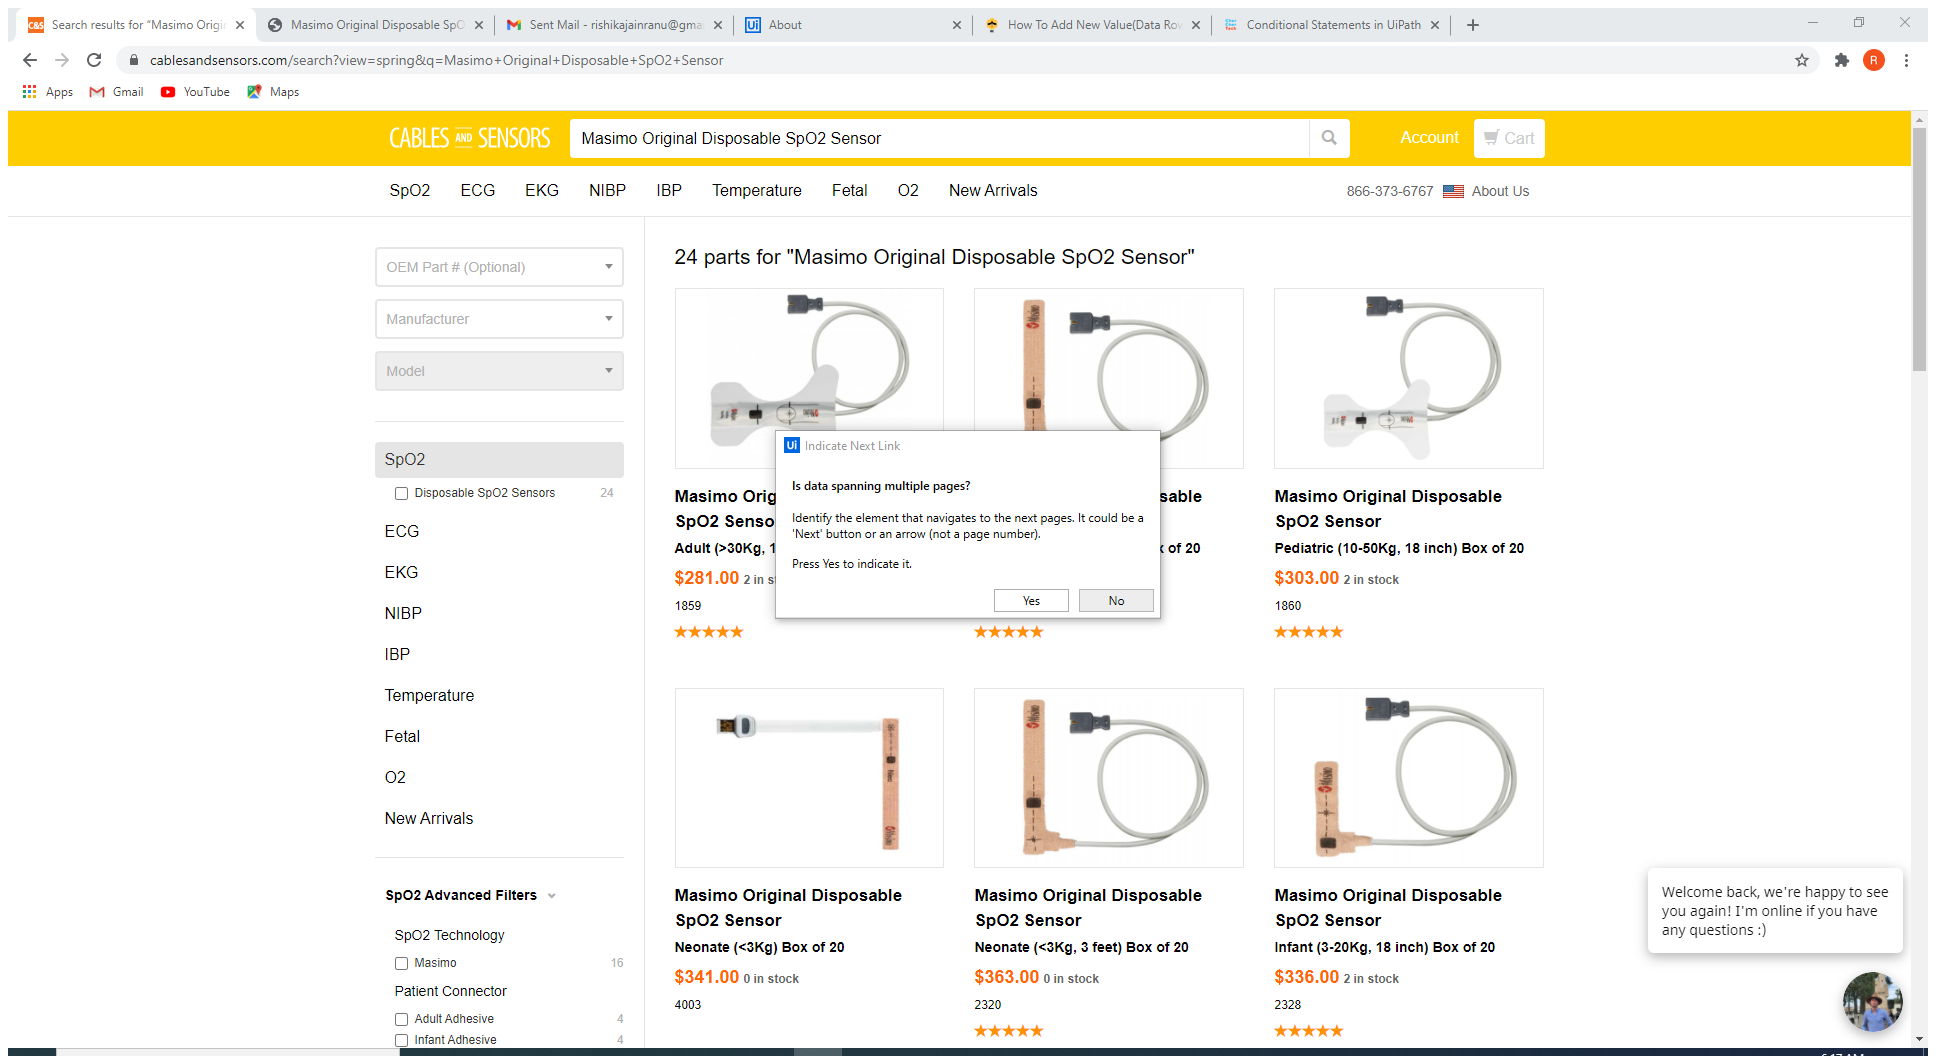 Search results for “Masimo Origin
Masimo Original Disposable SpO
Sent Mail - rishikajainranu@gma
Ui About
How To Add New Value(Data Row
Conditional Statements in UiPath
cablesandsensors.com/search?view=spring&q=Masimo+Original+Disposable+SpO2+Sensor
R
Apps Gmail YouTube Maps
CABLES AND SENSORS
Masimo Original Disposable SpO2 Sensor
Account Cart
SpO2 ECG EKG NIBP IBP Temperature Fetal O2 New Arrivals
866-373-6767 About Us
OEM Part # (Optional)
Manufacturer
Model
SpO2
Disposable SpO2 Sensors 24
ECG
EKG
NIBP
IBP
Temperature
Fetal
O2
New Arrivals
SpO2 Advanced Filters
SpO2 Technology
Masimo 16
Patient Connector
Adult Adhesive 4
Infant Adhesive 4
24 parts for "Masimo Original Disposable SpO2 Sensor"
Masimo Orig
SpO2 Senso
Adult (>30Kg, 1
$281.00 2 in st
1859
sable
of 20
Masimo Original Disposable
SpO2 Sensor
Pediatric (10-50Kg, 18 inch) Box of 20
$303.00 2 in stock
1860
Ui Indicate Next Link
Is data spanning multiple pages?
Identify the element that navigates to the next pages. It could be a
'Next' button or an arrow (not a page number).
Press Yes to indicate it.
Yes No
Masimo Original Disposable
SpO2 Sensor
Neonate (<3Kg) Box of 20
$341.00 0 in stock
4003
Masimo Original Disposable
SpO2 Sensor
Neonate (<3Kg, 3 feet) Box of 20
$363.00 0 in stock
2320
Masimo Original Disposable
SpO2 Sensor
Infant (3-20Kg, 18 inch) Box of 20
$336.00 2 in stock
2328
Welcome back, we're happy to see
you again! I'm online if you have
any questions :)